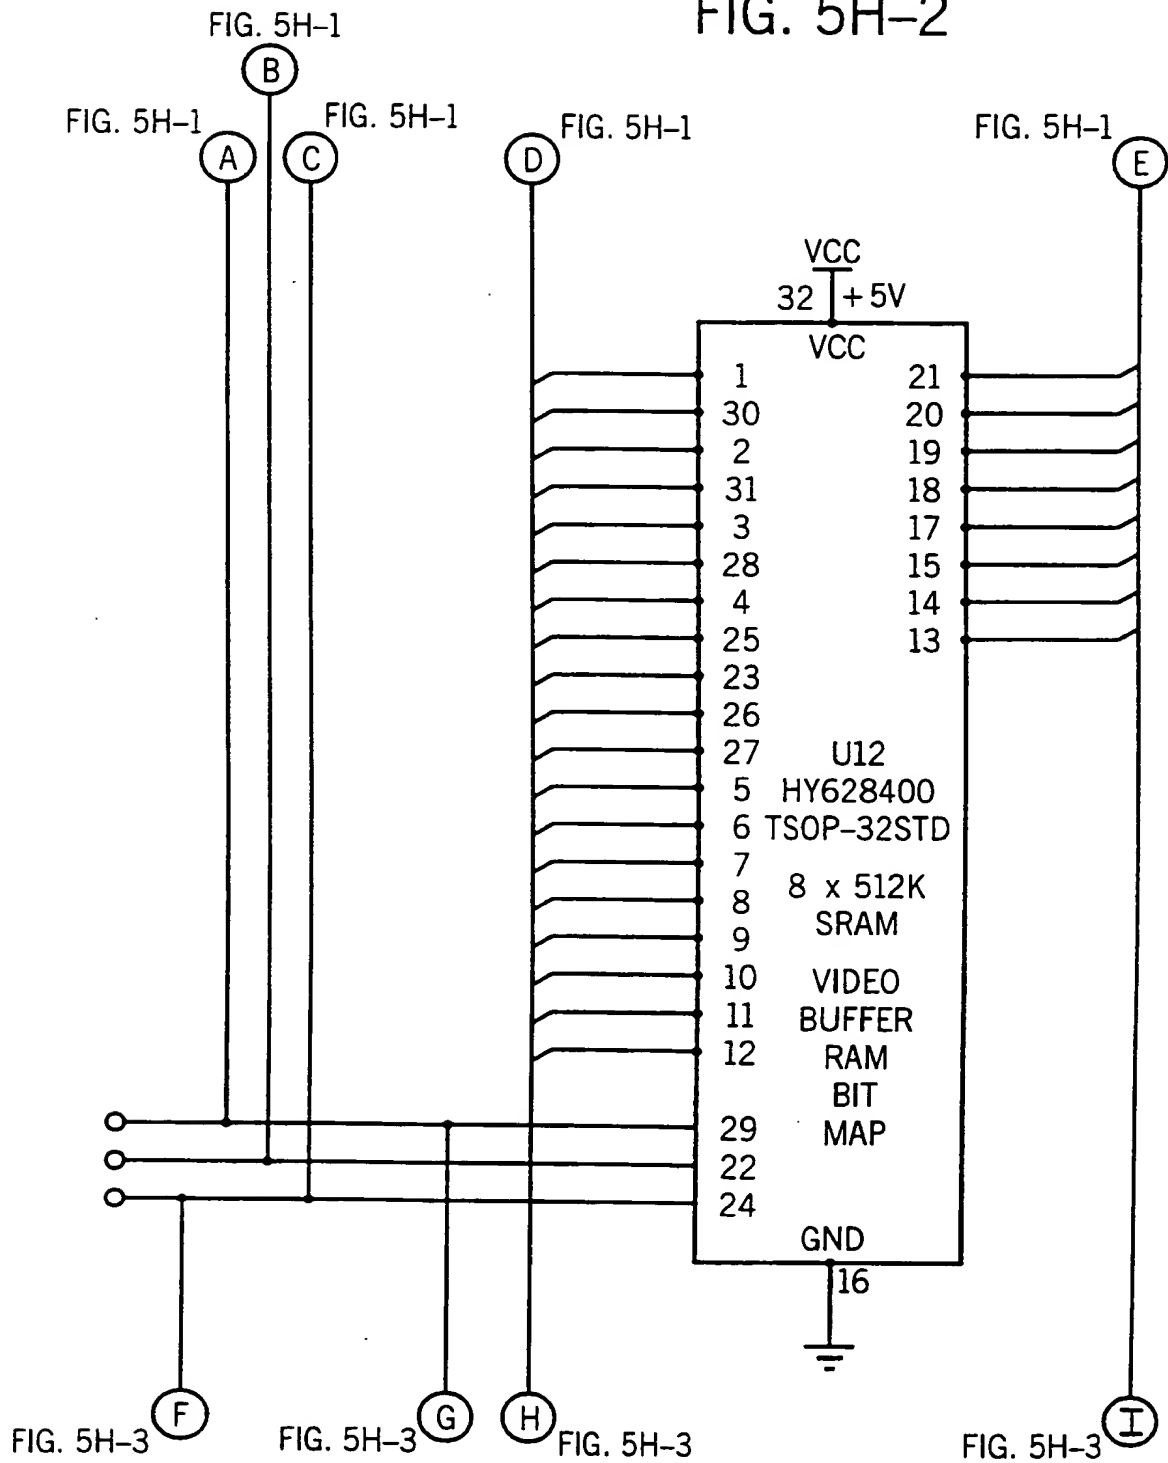 FIG. 5H-2
FIG. 5H-1
B
FIG. 5H-1
A
FIG. 5H-1
C
FIG. 5H-1
D
FIG. 5H-1
E
VCC
32 +5V
VCC
1 21
30 20
2 19
31 18
3 17
28 15
4 14
25 13
23
26
27 U12
5 HY628400
6 TSOP-32STD
7
8 x 512K
8
SRAM
9
10 VIDEO
11 BUFFER
12 RAM
BIT
29 MAP
22
24
GND
16
F
FIG. 5H-3
G
FIG. 5H-3
H
FIG. 5H-3
I
FIG. 5H-3